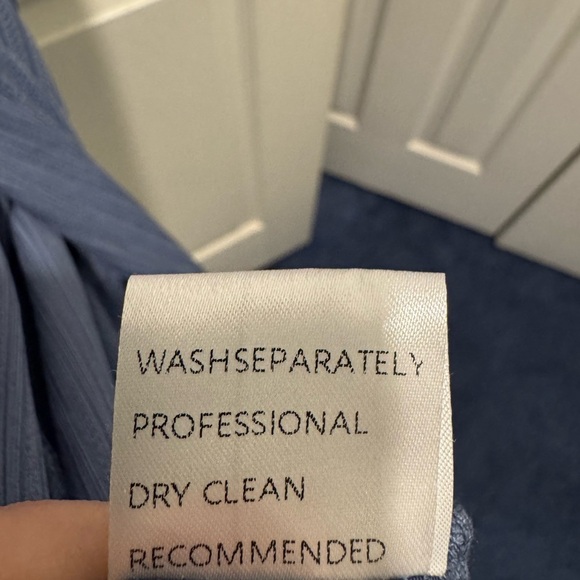 WASHSEPARATELY
PROFESSIONAL
DRY CLEAN
RECOMMENDED